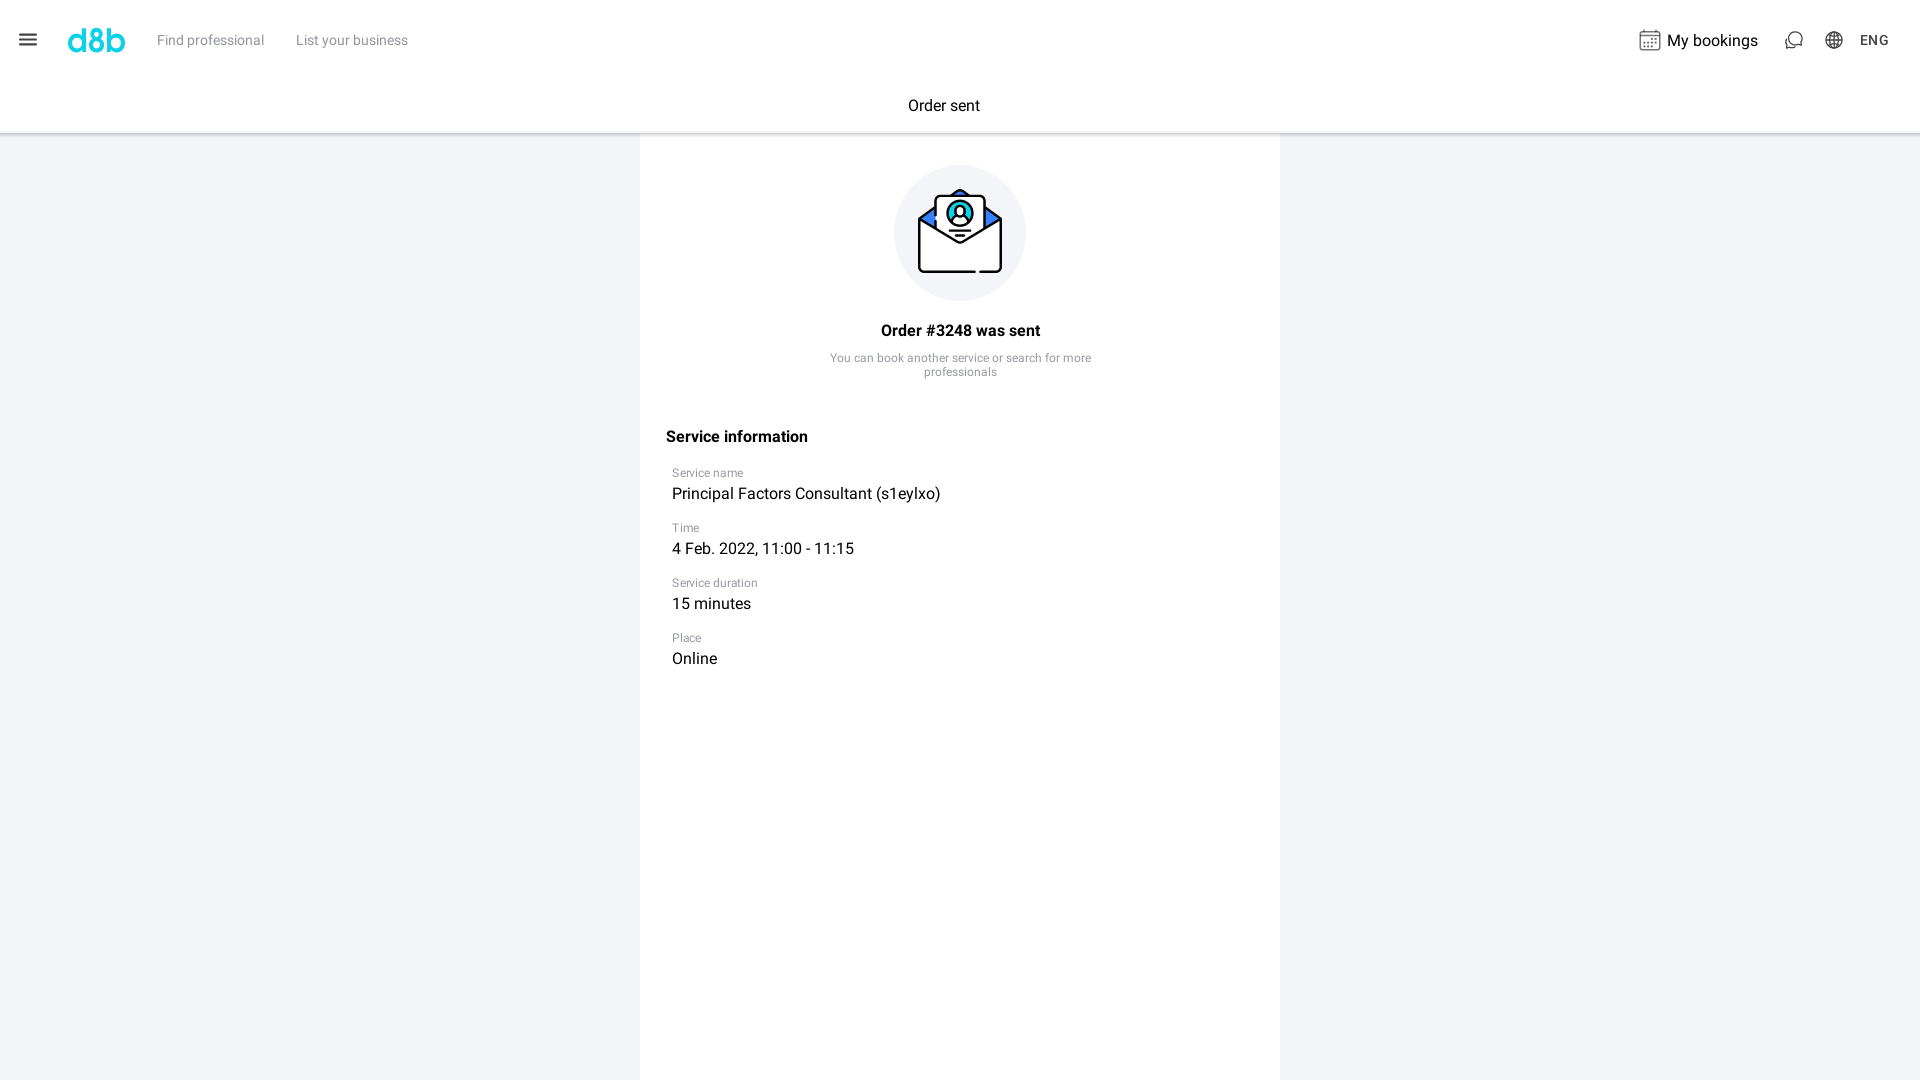 d8b
Find professional
List your business
My bookings
ENG
Order sent
Order #3248 was sent
You can book another service or search for more
professionals
Service information
Service name
Principal Factors Consultant (s1eylxo)
Time
4 Feb. 2022, 11:00 - 11:15
Service duration
15 minutes
Place
Online